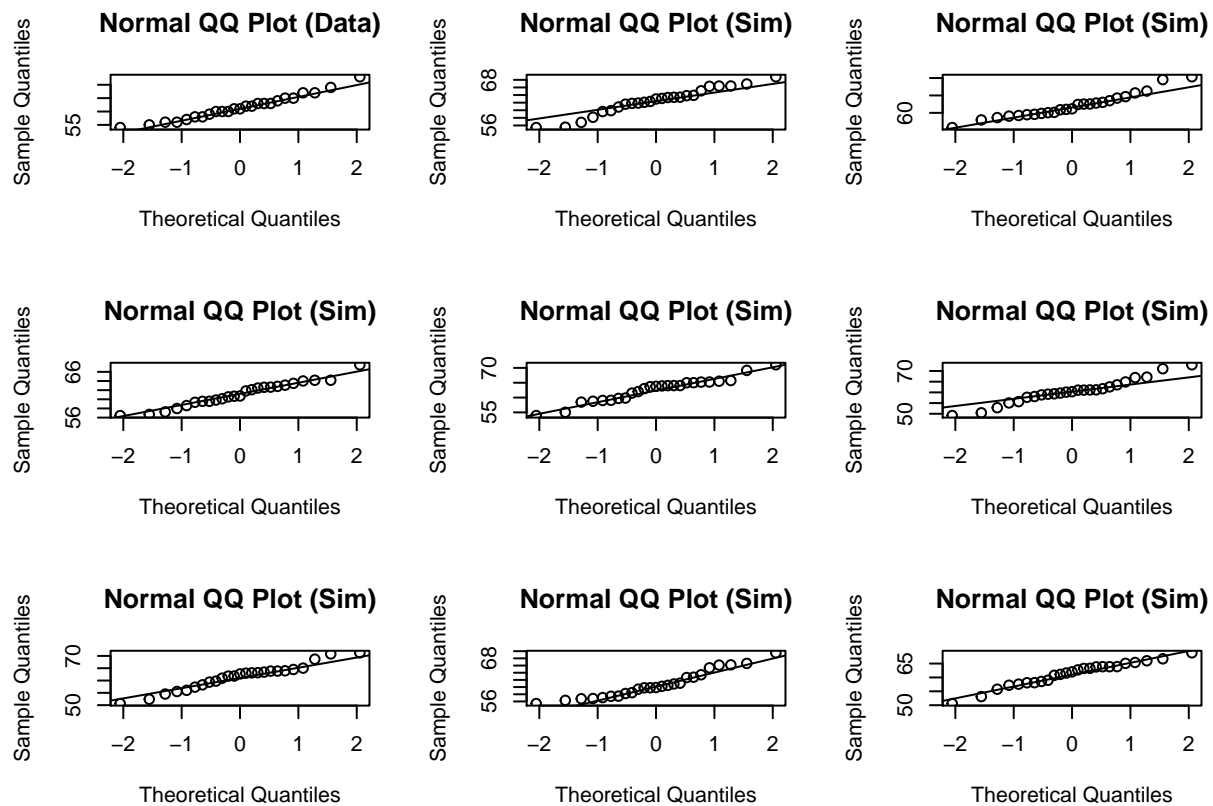 Normal QQ Plot (Data)
Sample Quantiles
55
−2 −1 0 1 2
Theoretical Quantiles
Normal QQ Plot (Sim)
Sample Quantiles
56 68
−2 −1 0 1 2
Theoretical Quantiles
Normal QQ Plot (Sim)
Sample Quantiles
60
−2 −1 0 1 2
Theoretical Quantiles
Normal QQ Plot (Sim)
Sample Quantiles
56 66
−2 −1 0 1 2
Theoretical Quantiles
Normal QQ Plot (Sim)
Sample Quantiles
55 70
−2 −1 0 1 2
Theoretical Quantiles
Normal QQ Plot (Sim)
Sample Quantiles
50 70
−2 −1 0 1 2
Theoretical Quantiles
Normal QQ Plot (Sim)
Sample Quantiles
50 70
−2 −1 0 1 2
Theoretical Quantiles
Normal QQ Plot (Sim)
Sample Quantiles
56 68
−2 −1 0 1 2
Theoretical Quantiles
Normal QQ Plot (Sim)
Sample Quantiles
50 65
−2 −1 0 1 2
Theoretical Quantiles